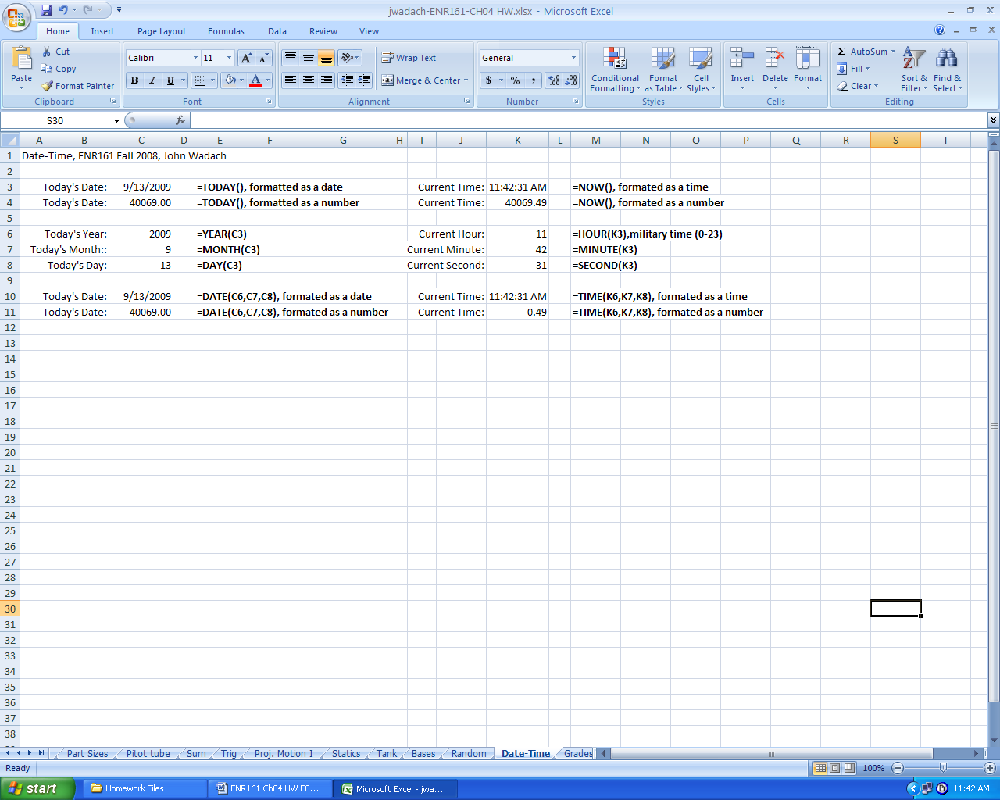 jwadach-ENR161-CH04 HW.xlsx - Microsoft Excel
Home Insert Page Layout Formulas Data Review View
Paste Cut Copy Format Painter Clipboard
Calibri 11 B I U A A A Font
Wrap Text Merge & Center Alignment
General $ % , .00 Number
Conditional Formatting Format as Table Cell Styles Styles
Insert Delete Format Cells
Σ AutoSum Fill Clear Sort & Filter Find & Select Editing
S30 fx
A B C D E F G H I J K L M N O P Q R S T
1 Date-Time, ENR161 Fall 2008, John Wadach
2
3 Today's Date: 9/13/2009 =TODAY(), formatted as a date Current Time: 11:42:31 AM =NOW(), formated as a time
4 Today's Date: 40069.00 =TODAY(), formatted as a number Current Time: 40069.49 =NOW(), formated as a number
5
6 Today's Year: 2009 =YEAR(C3) Current Hour: 11 =HOUR(K3),military time (0-23)
7 Today's Month:: 9 =MONTH(C3) Current Minute: 42 =MINUTE(K3)
8 Today's Day: 13 =DAY(C3) Current Second: 31 =SECOND(K3)
9
10 Today's Date: 9/13/2009 =DATE(C6,C7,C8), formated as a date Current Time: 11:42:31 AM =TIME(K6,K7,K8), formated as a time
11 Today's Date: 40069.00 =DATE(C6,C7,C8), formated as a number Current Time: 0.49 =TIME(K6,K7,K8), formated as a number
12
13
14
15
16
17
18
19
20
21
22
23
24
25
26
27
28
29
30
31
32
33
34
35
36
37
38
Part Sizes Pitot tube Sum Trig Proj. Motion I Statics Tank Bases Random Date-Time Grades
Ready 100%
start Homework Files ENR161 Ch04 HW F0... Microsoft Excel - jwa... 11:42 AM